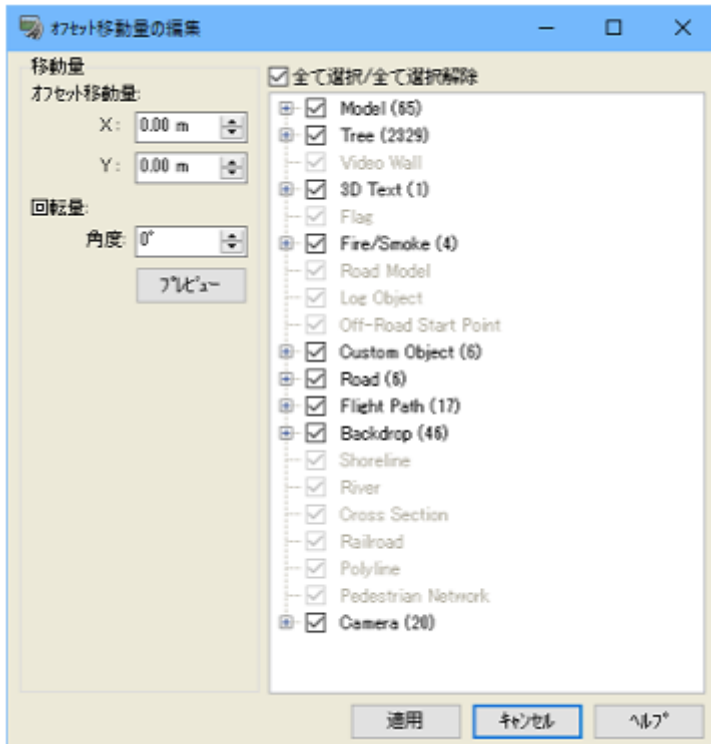 オフセット移動量の編集
移動量
オフセット移動量:
X: 0.00 m
Y: 0.00 m
回転量:
角度: 0°
プレビュー
全て選択/全て選択解除
Model (65)
Tree (2329)
Video Wall
3D Text (1)
Flag
Fire/Smoke (4)
Road Model
Log Object
Off-Road Start Point
Custom Object (6)
Road (6)
Flight Path (17)
Backdrop (46)
Shoreline
River
Cross Section
Railroad
Polyline
Pedestrian Network
Camera (20)
適用 キャンセル ヘルプ